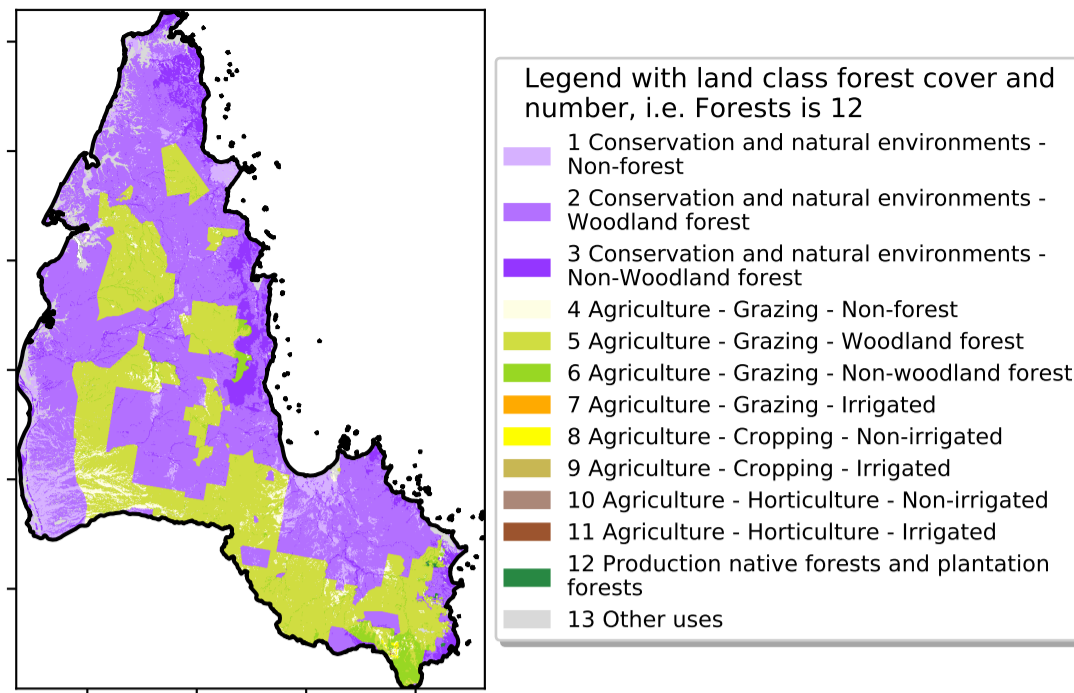 Legend with land class forest cover and
number, i.e. Forests is 12
1 Conservation and natural environments -
Non-forest
2 Conservation and natural environments -
Woodland forest
3 Conservation and natural environments -
Non-Woodland forest
4 Agriculture - Grazing - Non-forest
5 Agriculture - Grazing - Woodland forest
6 Agriculture - Grazing - Non-woodland forest
7 Agriculture - Grazing - Irrigated
8 Agriculture - Cropping - Non-irrigated
9 Agriculture - Cropping - Irrigated
10 Agriculture - Horticulture - Non-irrigated
11 Agriculture - Horticulture - Irrigated
12 Production native forests and plantation
forests
13 Other uses